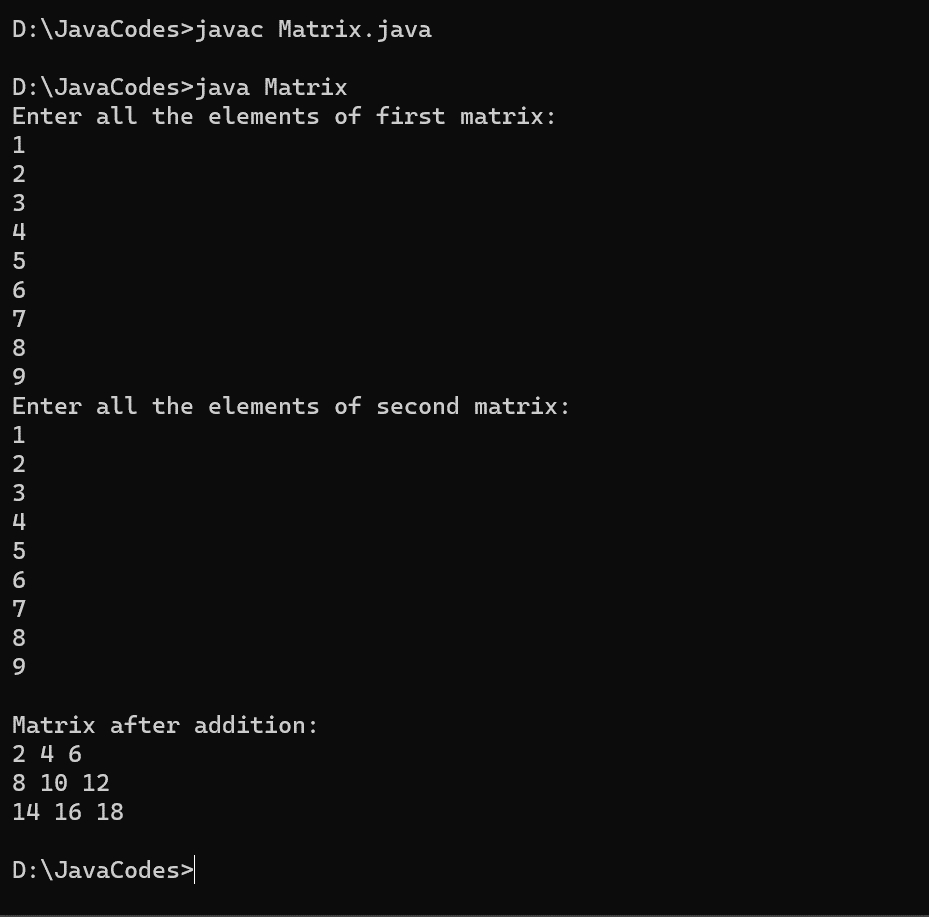 D:\JavaCodes>javac Matrix.java
D:\JavaCodes>java Matrix
Enter all the elements of first matrix:
1
2
3
4
5
6
7
8
9
Enter all the elements of second matrix:
1
2
3
4
5
6
7
8
9
Matrix after addition:
2 4 6
8 10 12
14 16 18
D:\JavaCodes>